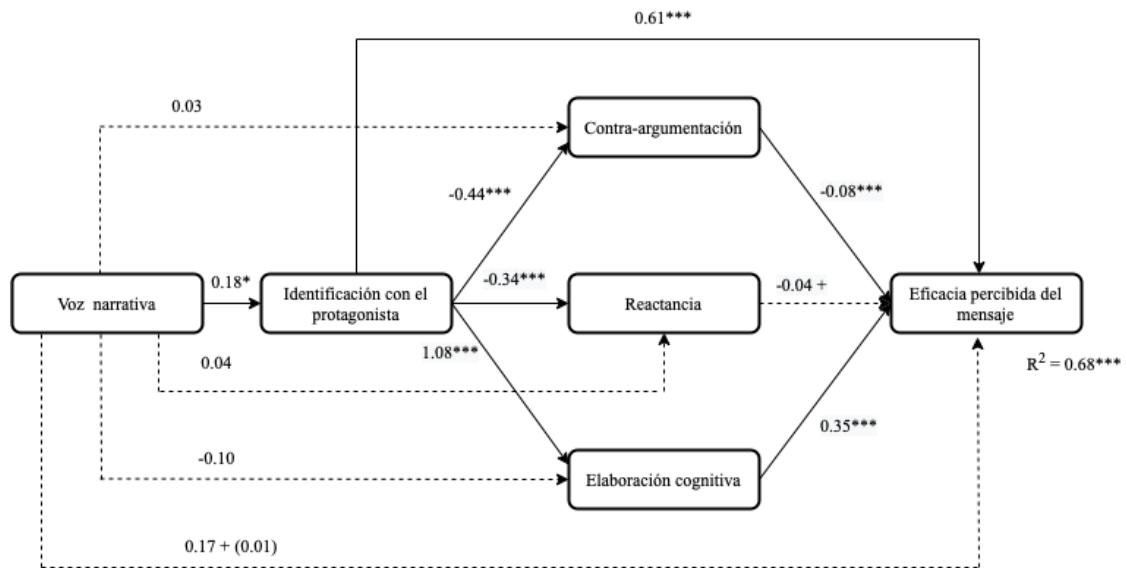 0.61***
0.03
Contra-argumentación
-0.44***
-0.08***
Voz narrativa
0.18*
Identificación con el
protagonista
-0.34***
Reactancia
-0.04 +
Eficacia percibida del
mensaje
R² = 0.68***
0.04
1.08***
-0.10
Elaboración cognitiva
0.35***
0.17 + (0.01)